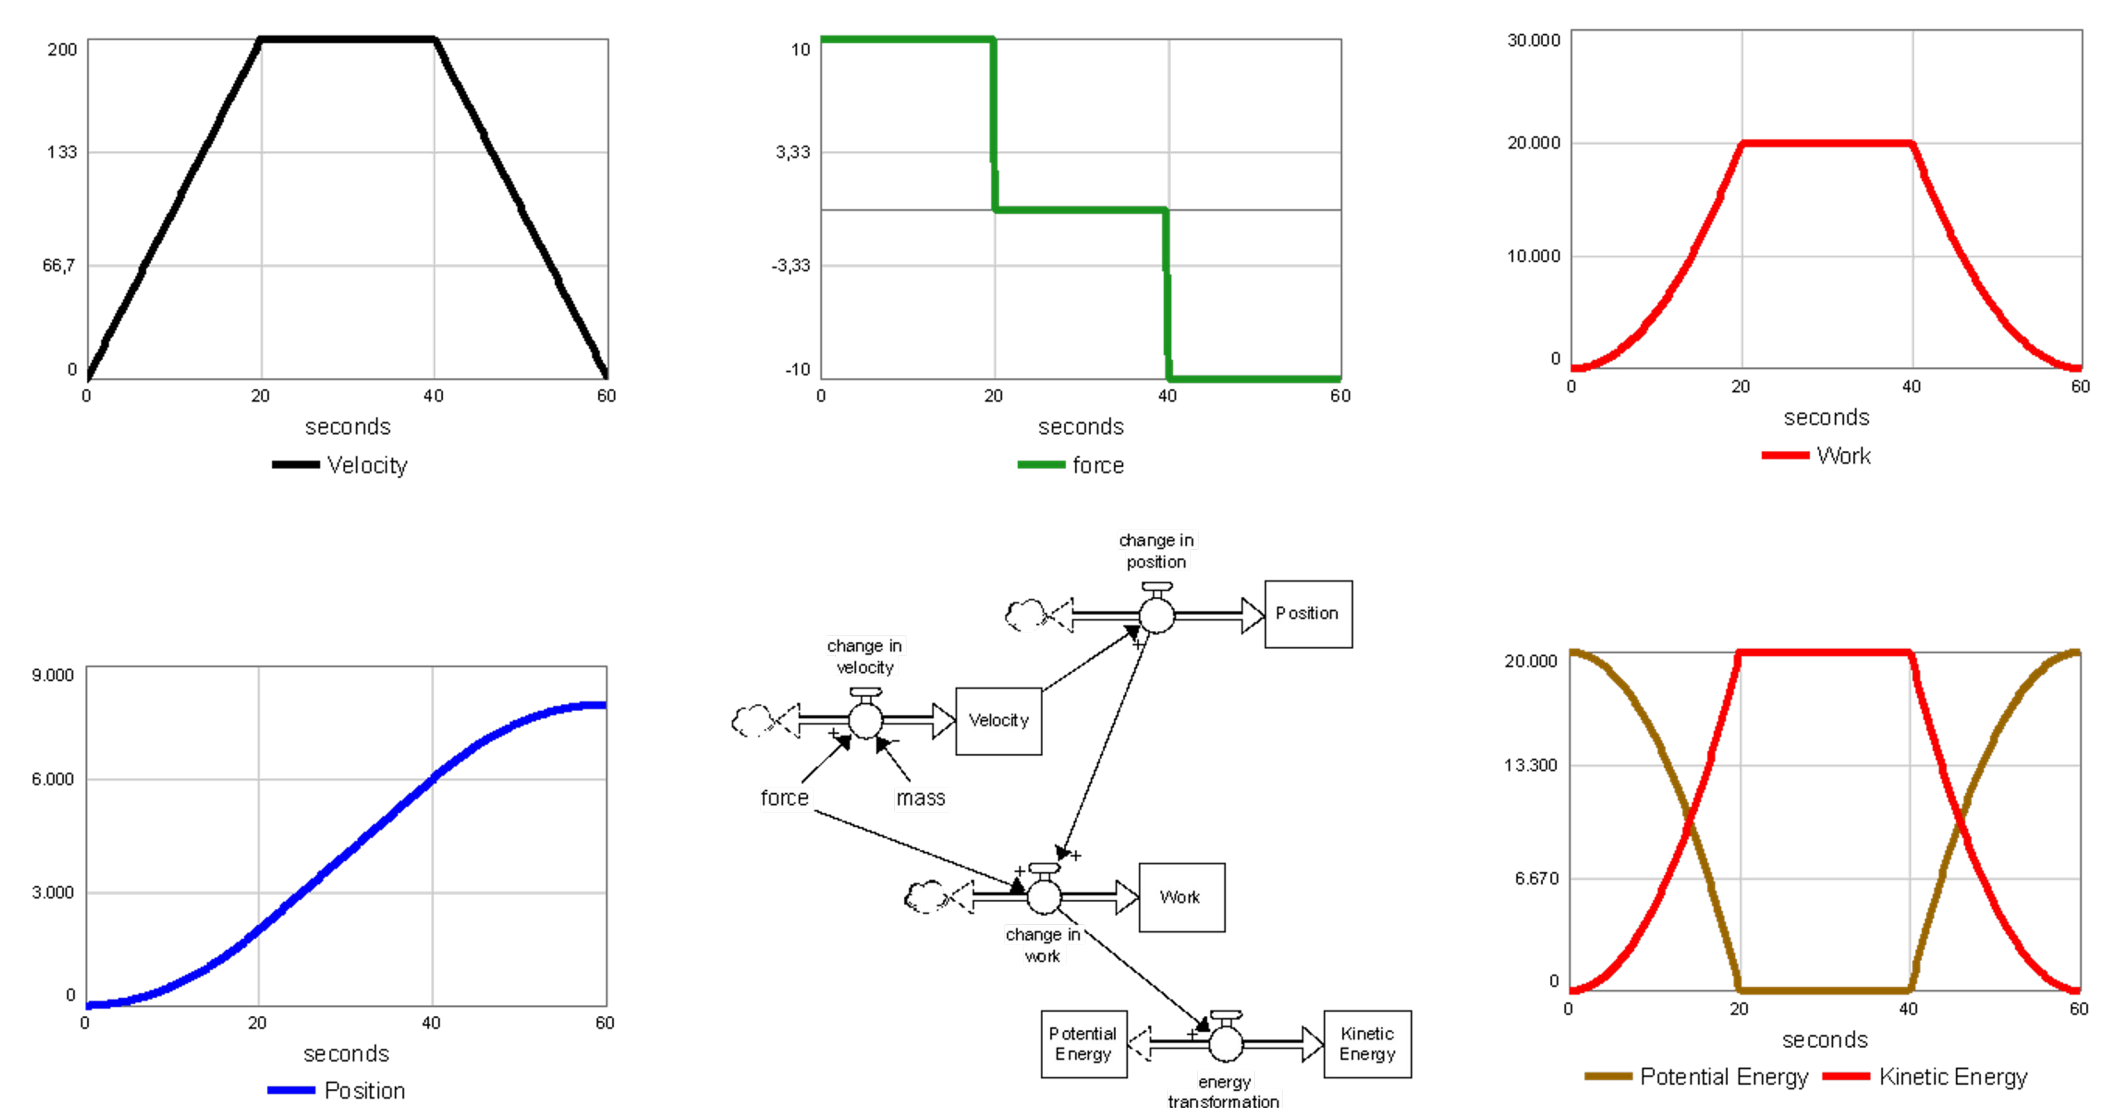 200
133
66,7
0
0
20
40
60
seconds
Velocity
10
3,33
-3,33
-10
0
20
40
60
seconds
force
30.000
20.000
10.000
0
0
20
40
60
seconds
Work
9.000
6.000
3.000
0
0
20
40
60
seconds
Position
change in
position
Position
change in
velocity
Velocity
+
+
−
force
mass
+
+
Work
change in
work
Potential
Energy
+
Kinetic
Energy
energy
transformation
20.000
13.300
6.670
0
0
20
40
60
seconds
Potential Energy
Kinetic Energy